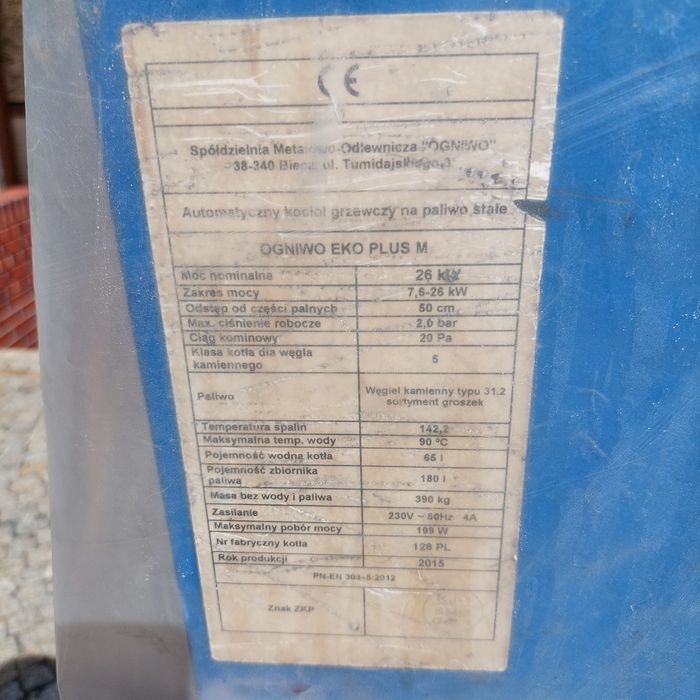 CE
Spółdzielnia Metalowo-Odlewnicza "OGNIWO"
38-340 Biecz, ul. Tumidajskiego 3
Automatyczny kocioł grzewczy na paliwo stałe
OGNIWO EKO PLUS M
Moc nominalna 26 kW
Zakres mocy 7,6-26 kW
Odstęp od części palnych 50 cm
Max. ciśnienie robocze 2,0 bar
Ciąg kominowy 20 Pa
Klasa kotła dla węgla
kamiennego 5
Paliwo Węgiel kamienny typu 31.2
sortyment groszek
Temperatura spalin 142,2
Maksymalna temp. wody 90 °C
Pojemność wodna kotła 65 l
Pojemność zbiornika
paliwa 180 l
Masa bez wody i paliwa 390 kg
Zasilanie 230V ~ 50Hz 4A
Maksymalny pobór mocy 199 W
Nr fabryczny kotła 128 PL
Rok produkcji 2015
PN-EN 303-5:2012
Znak ZKP